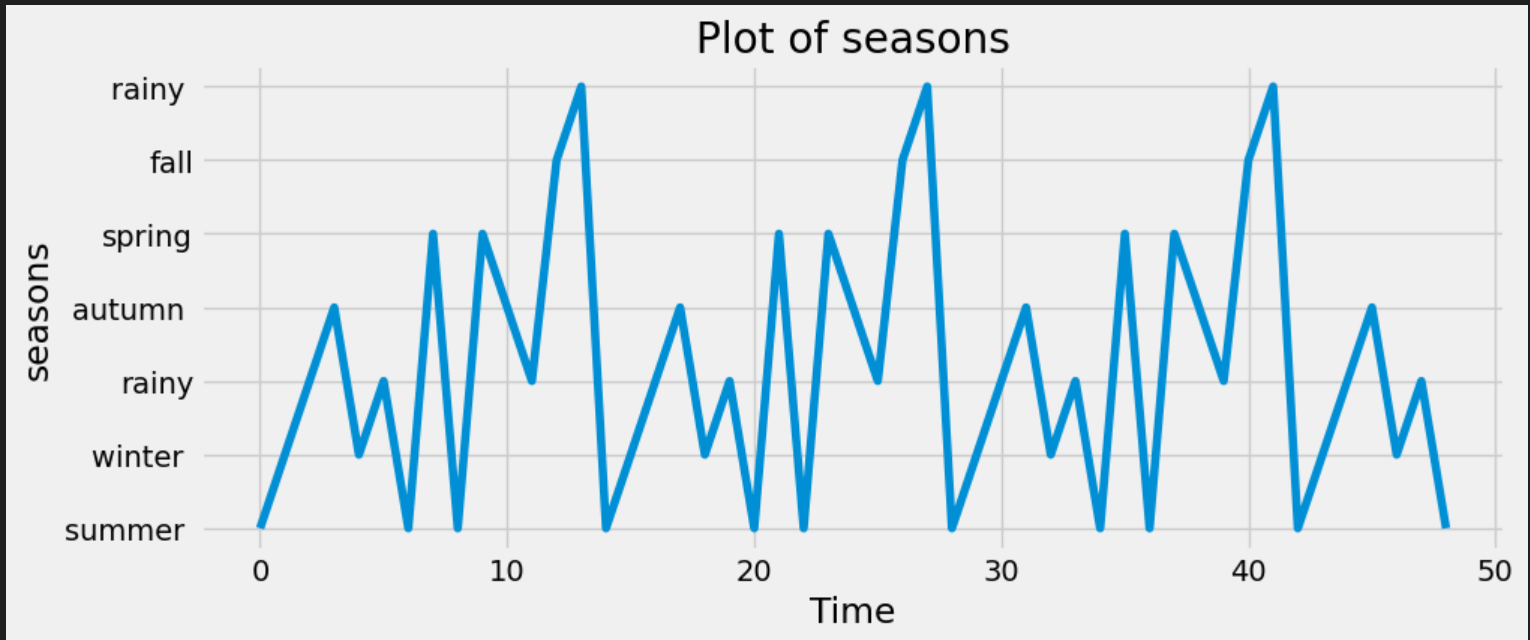 Plot of seasons
rainy
fall
spring
autumn
rainy
winter
summer
seasons
0 10 20 30 40 50
Time